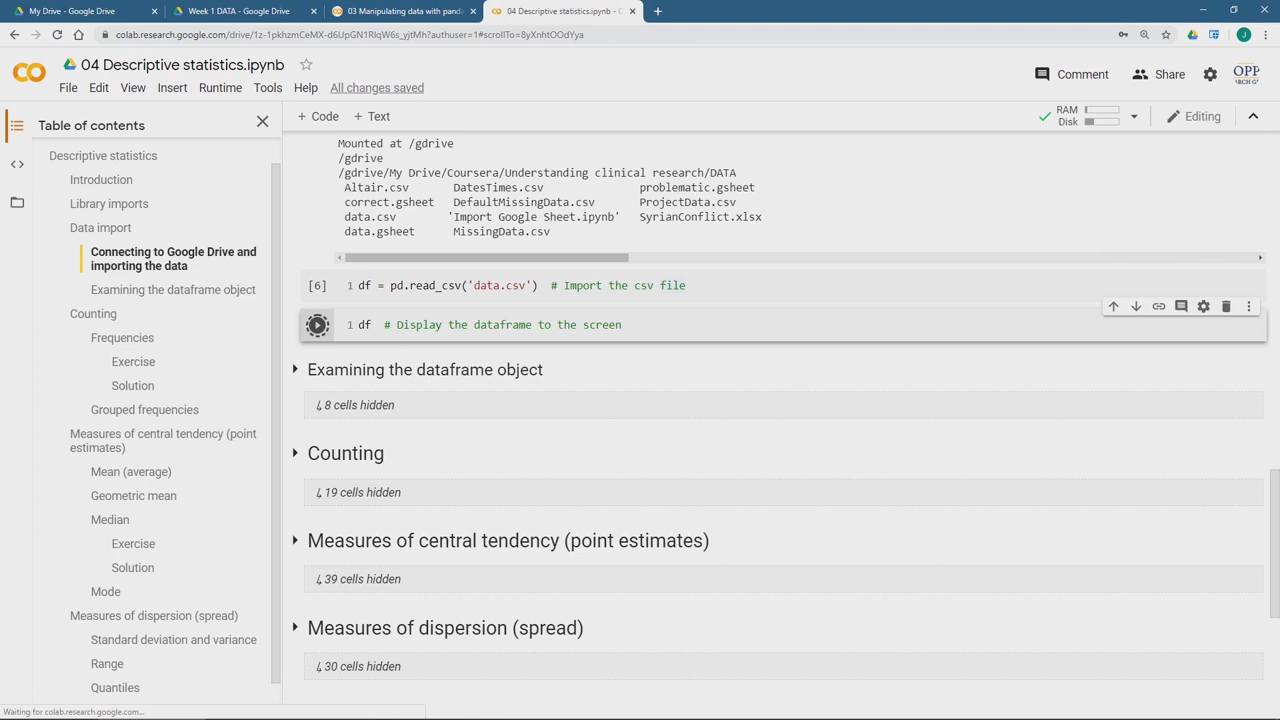 My Drive - Google Drive
Week 1 DATA - Google Drive
03 Manipulating data with panda
04 Descriptive statistics.ipynb - C
colab.research.google.com/drive/1z-1pkhzmCeMX-d6UpGN1RlqW6s_yjtMh?authuser=1#scrollTo=8yXnhtOOdYya
J
04 Descriptive statistics.ipynb
Comment
Share
OPP
File Edit View Insert Runtime Tools Help All changes saved
+ Code + Text
RAM
Disk
Editing
Table of contents
Descriptive statistics
Introduction
Library imports
Data import
Connecting to Google Drive and
importing the data
Examining the dataframe object
Counting
Frequencies
Exercise
Solution
Grouped frequencies
Measures of central tendency (point
estimates)
Mean (average)
Geometric mean
Median
Exercise
Solution
Mode
Measures of dispersion (spread)
Standard deviation and variance
Range
Quantiles
Mounted at /gdrive
/gdrive
/gdrive/My Drive/Coursera/Understanding clinical research/DATA
Altair.csv DatesTimes.csv problematic.gsheet
correct.gsheet DefaultMissingData.csv ProjectData.csv
data.csv 'Import Google Sheet.ipynb' SyrianConflict.xlsx
data.gsheet MissingData.csv
[6] 1 df = pd.read_csv('data.csv') # Import the csv file
1 df # Display the dataframe to the screen
Examining the dataframe object
↳ 8 cells hidden
Counting
↳ 19 cells hidden
Measures of central tendency (point estimates)
↳ 39 cells hidden
Measures of dispersion (spread)
↳ 30 cells hidden
Waiting for colab.research.google.com...